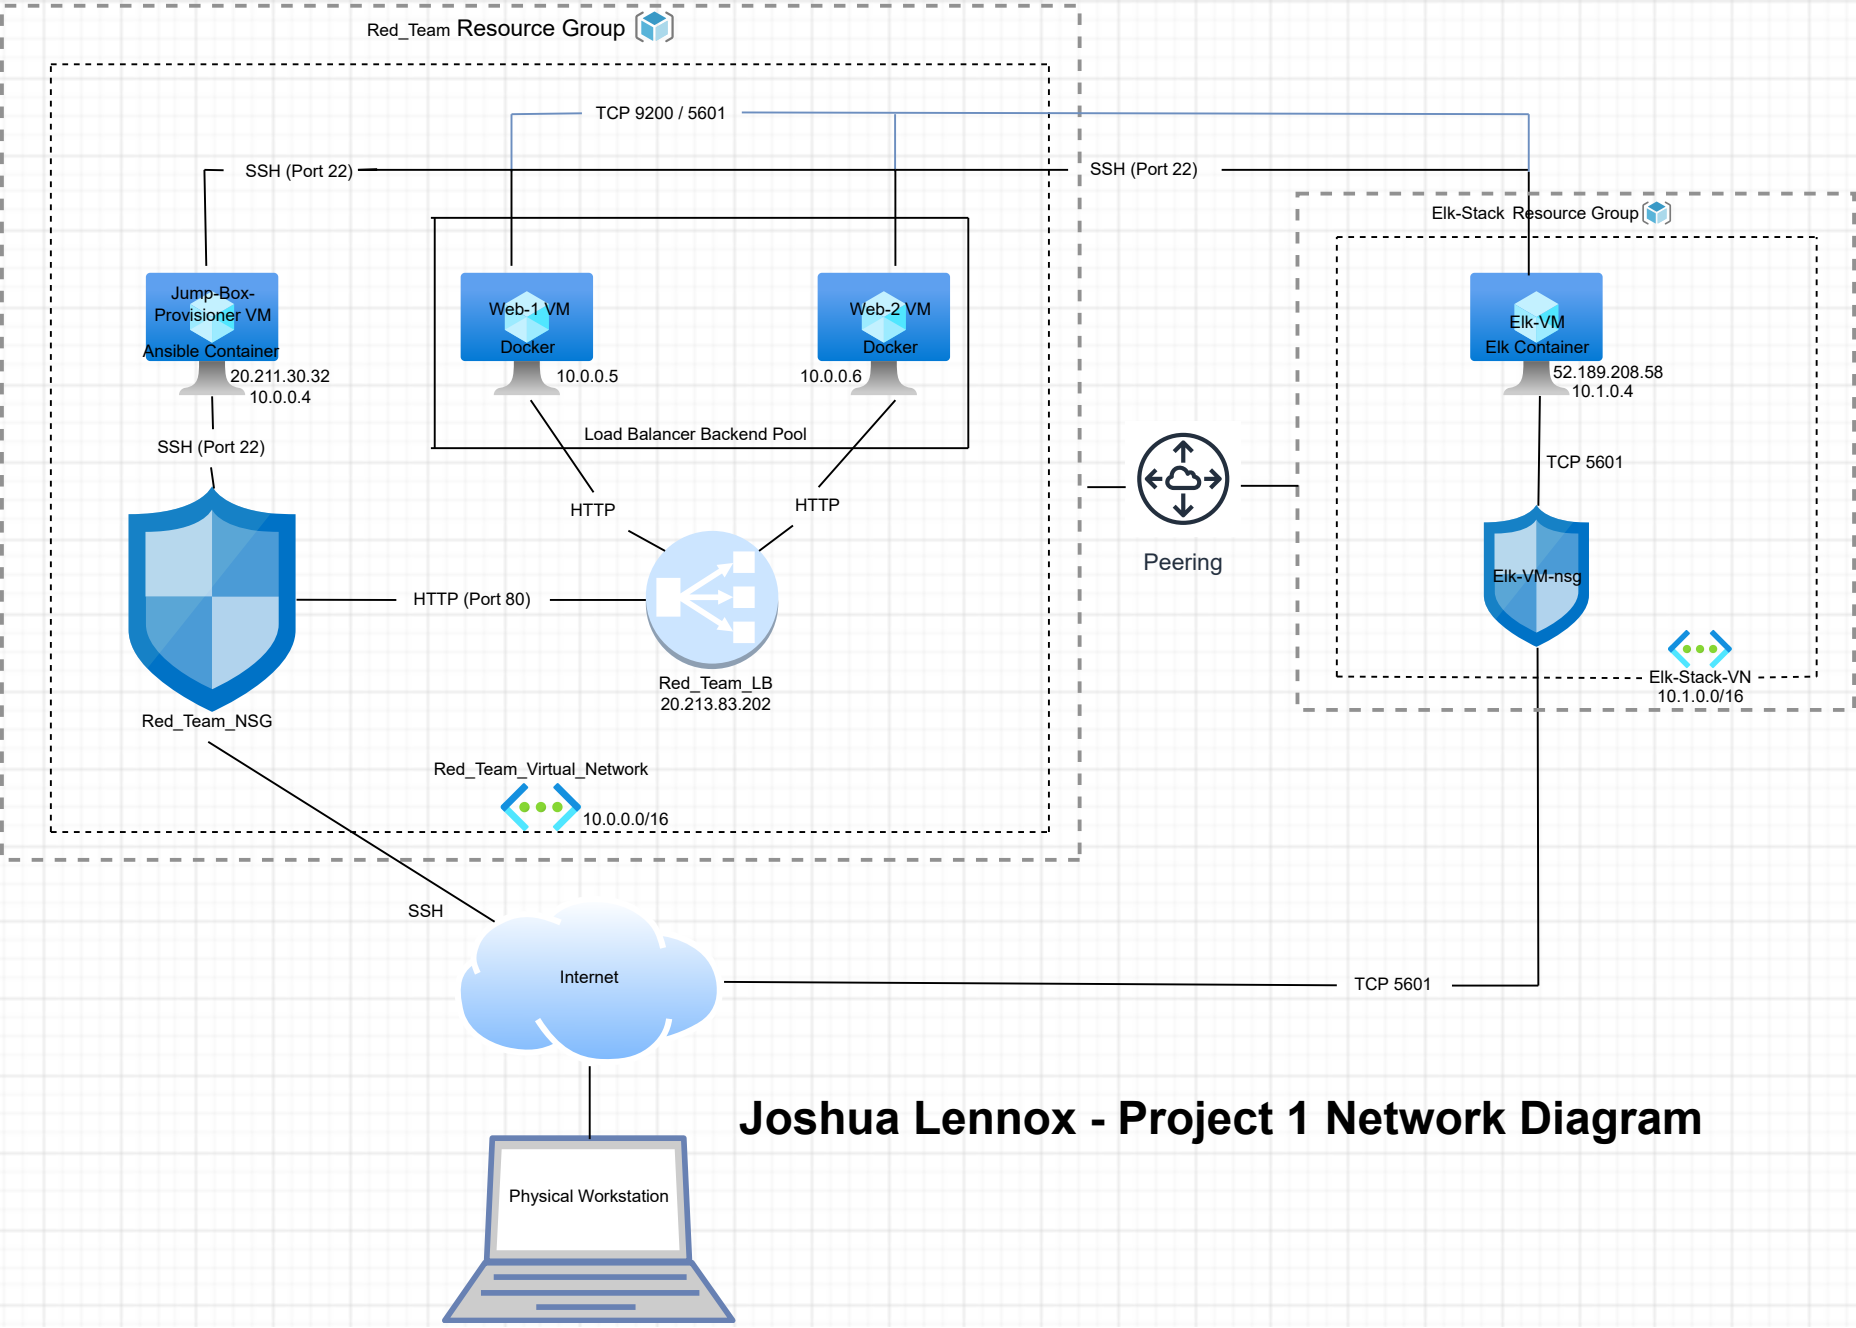 Red_Team Resource Group
TCP 9200 / 5601
SSH (Port 22)
SSH (Port 22)
Elk-Stack Resource Group
Jump-Box-
Provisioner VM
Ansible Container
20.211.30.32
10.0.0.4
Web-1 VM
Docker
10.0.0.5
Web-2 VM
Docker
10.0.0.6
Load Balancer Backend Pool
Elk-VM
Elk Container
52.189.208.58
10.1.0.4
SSH (Port 22)
HTTP
HTTP
TCP 5601
Peering
Elk-VM-nsg
HTTP (Port 80)
Red_Team_LB
20.213.83.202
Red_Team_NSG
Elk-Stack-VN
10.1.0.0/16
Red_Team_Virtual_Network
10.0.0.0/16
SSH
Internet
TCP 5601
Joshua Lennox - Project 1 Network Diagram
Physical Workstation